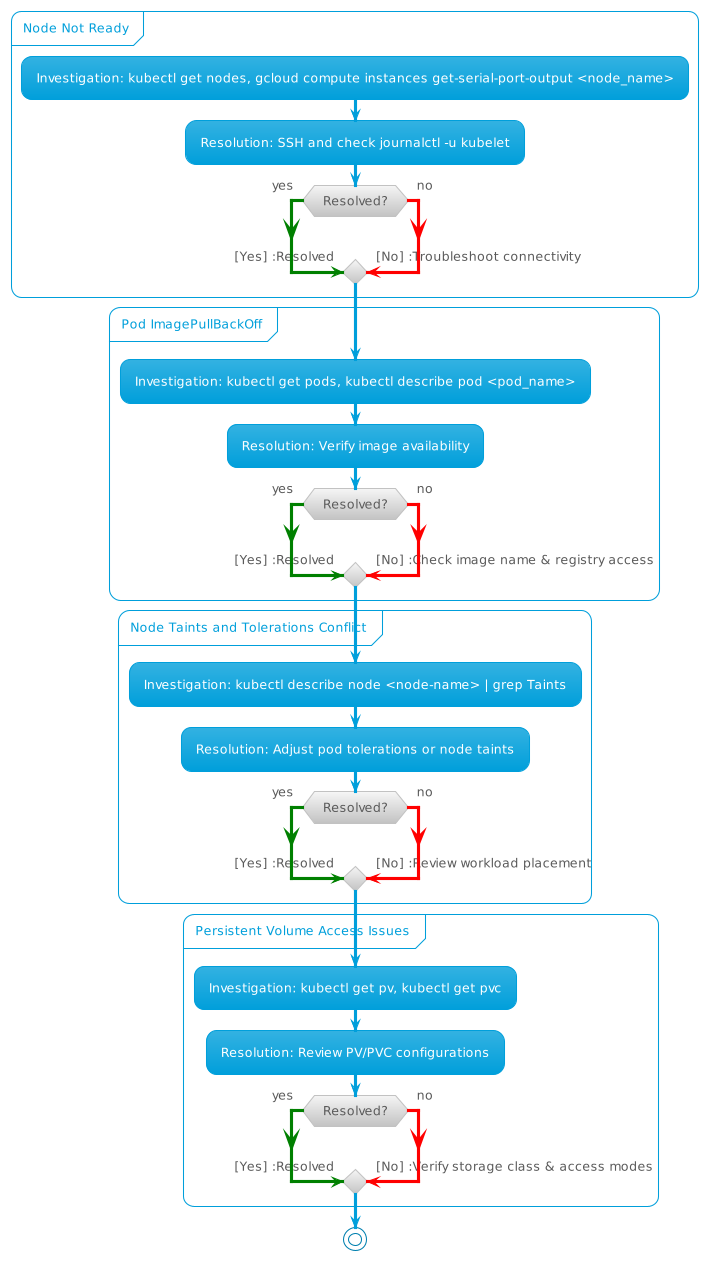 Node Not Ready
Investigation: kubectl get nodes, gcloud compute instances get-serial-port-output <node_name>
Resolution: SSH and check journalctl -u kubelet
yes
Resolved?
no
[Yes] :Resolved
[No] :Troubleshoot connectivity
Pod ImagePullBackOff
Investigation: kubectl get pods, kubectl describe pod <pod_name>
Resolution: Verify image availability
yes
Resolved?
no
[Yes] :Resolved
[No] :Check image name & registry access
Node Taints and Tolerations Conflict
Investigation: kubectl describe node <node-name> | grep Taints
Resolution: Adjust pod tolerations or node taints
yes
Resolved?
no
[Yes] :Resolved
[No] :Review workload placement
Persistent Volume Access Issues
Investigation: kubectl get pv, kubectl get pvc
Resolution: Review PV/PVC configurations
yes
Resolved?
no
[Yes] :Resolved
[No] :Verify storage class & access modes